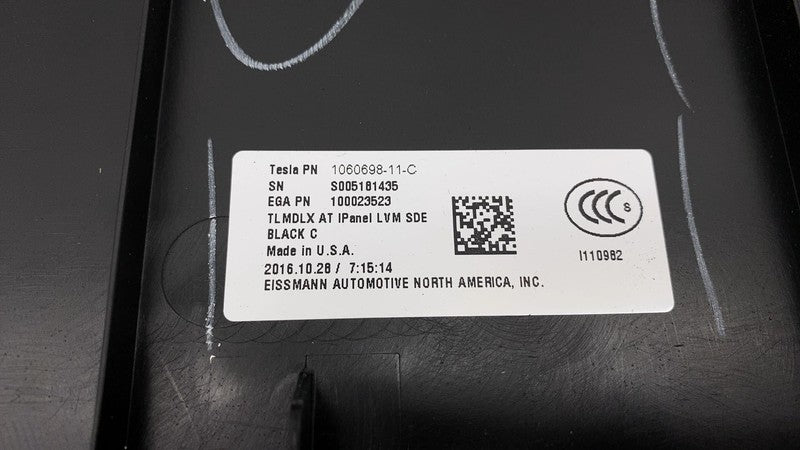 Tesla PN 1060698-11-C
SN S005181435
EGA PN 100023523
TLMDLX AT IPanel LVM SDE
BLACK C
Made in U.S.A.
2016.10.28 / 7:15:14
EISSMANN AUTOMOTIVE NORTH AMERICA, INC.
CCC S
I110982